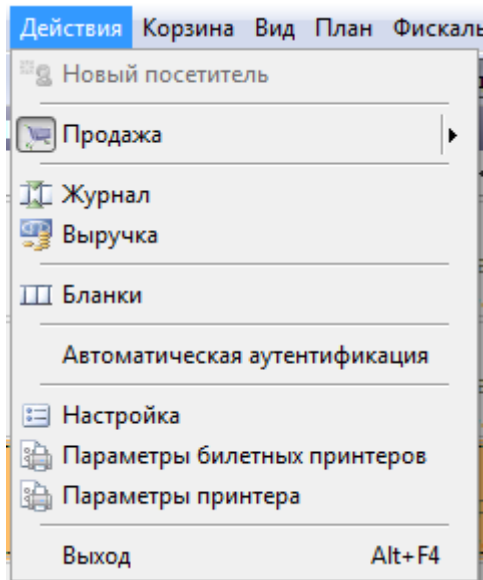 Действия Корзина Вид План
Новый посетитель
Продажа
Журнал
Выручка
Бланки
Автоматическая аутентификация
Настройка
Параметры билетных принтеров
Параметры принтера
Выход Alt+F4